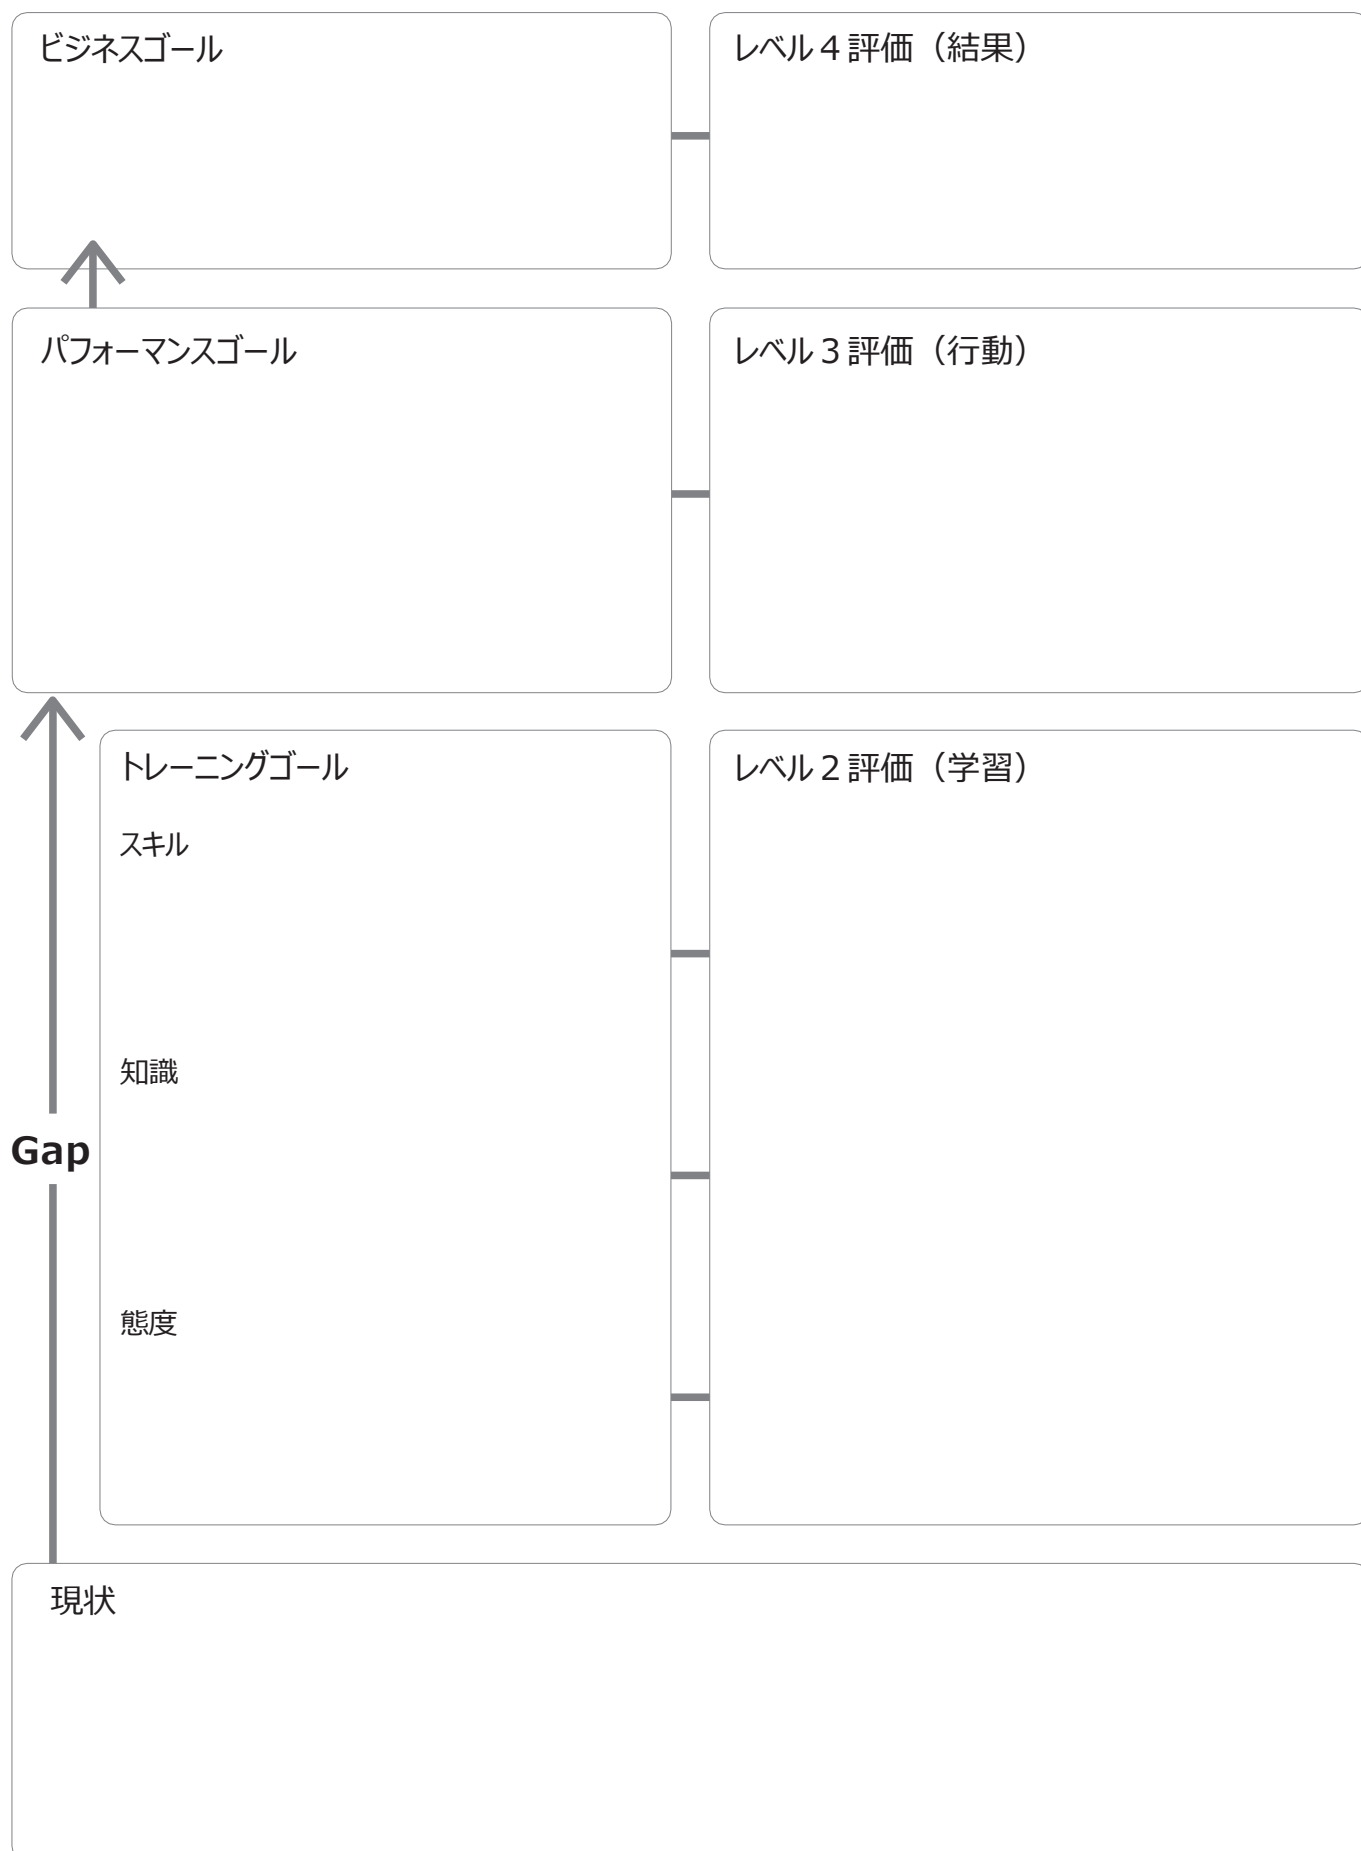 ビジネスゴール
レベル４評価（結果）
パフォーマンスゴール
レベル３評価（行動）
トレーニングゴール
レベル２評価（学習）
スキル
知識
Gap
態度
現状